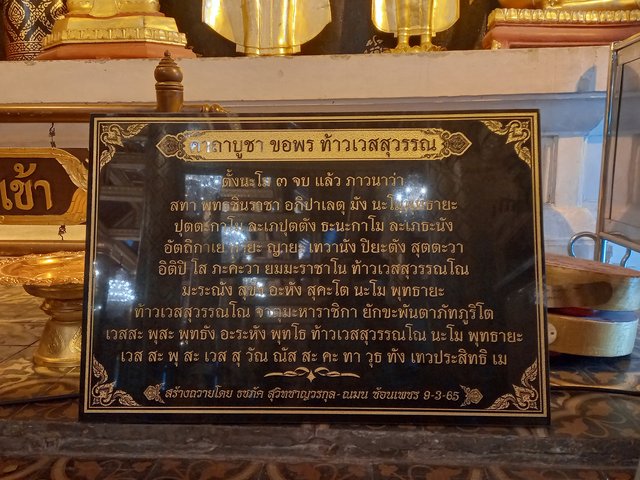 คาถาบูชา ขอพร ท้าวเวสสุวรรณ
ตั้งนะโม ๓ จบ แล้ว ภาวนาว่า
สทา พุทธชินราชา อภิปาเลตุ มัง นะโมพุทธายะ
ปุตตะกาโม ละเภปุตตัง ธะนะกาโม ละเภธะนัง
อัตถิกาเย กายะ ญายะ เทวานัง ปิยะตัง สุตตะวา
อิติปิ โส ภะคะวา ยมมะราชาโน ท้าวเวสสุวรรณโณ
มะระณัง สุขัง อะหัง สุคะโต นะโม พุทธายะ
ท้าวเวสสุวรรณโณ จาตุมะหาราชิกา ยักขะพันตาภัทภูริโต
เวสสะ พุสะ พุทธัง อะระหัง พุทโธ ท้าวเวสสุวรรณโณ นะโม พุทธายะ
เวส สะ พุ สะ เวส สุ วัณ ณัส สะ คะ ทา วุธ ทัง เทวประสิทธิ เม
สร้างถวายโดย ธชภัค สุวิทชาญวรกุล-ณมน ซ้อนเพชร ๙-3-65
เข้า